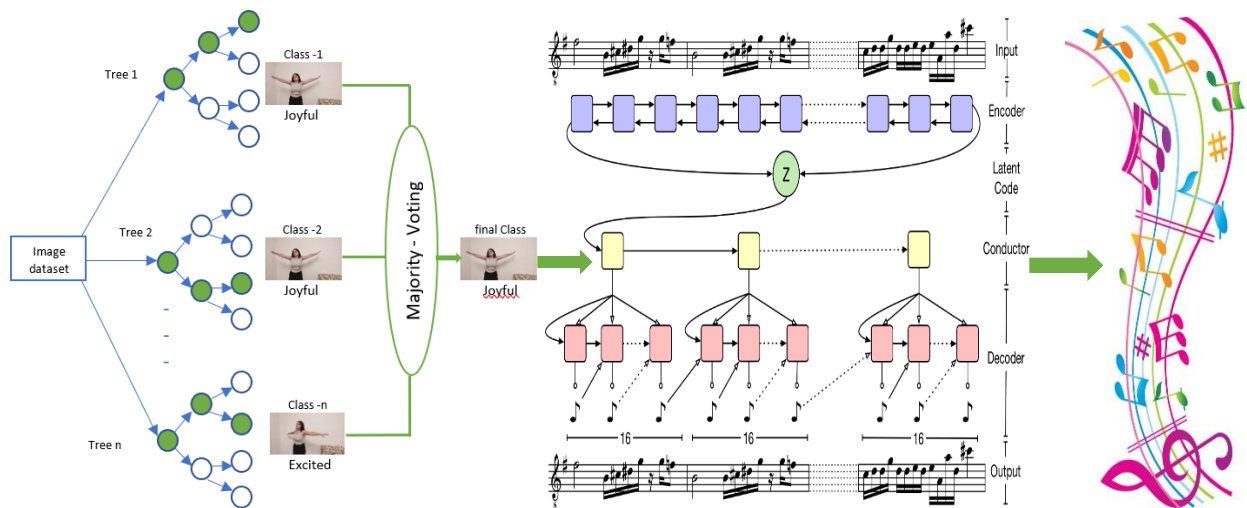 Image
dataset
Tree 1
Class -1
Joyful
Tree 2
Class -2
Joyful
-
-
-
Tree n
Class -n
Excited
Majority - Voting
final Class
Joyful
Input
Encoder
Z
Latent
Code
Conductor
Decoder
16
16
16
Output